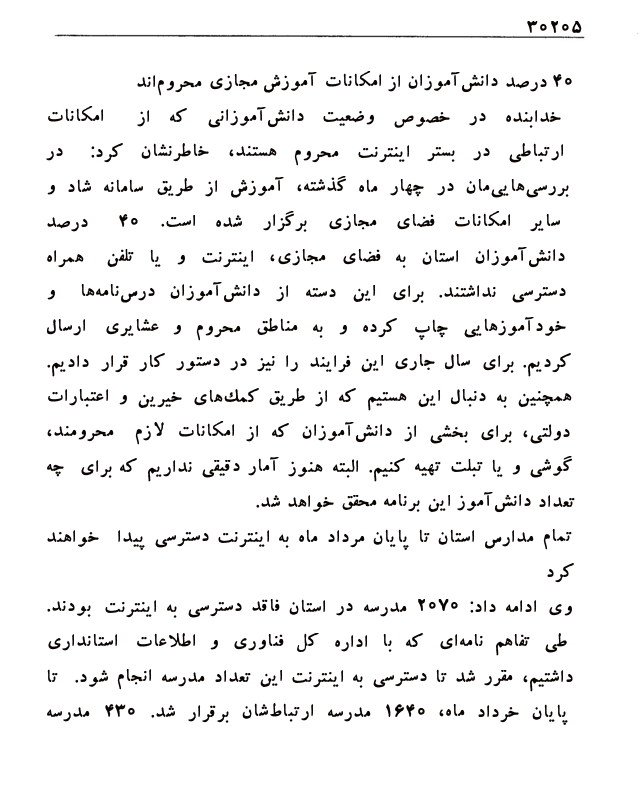 ۳۰۲۰۵
۴۰ درصد دانش‌آموزان از امکانات آموزش مجازی محروم‌اند
خدابنده در خصوص وضعیت دانش‌آموزانی که از امکانات
ارتباطی در بستر اینترنت محروم هستند، خاطرنشان کرد: در
بررسی‌هایی‌مان در چهار ماه گذشته، آموزش از طریق سامانه شاد و
سایر امکانات فضای مجازی برگزار شده است. ۴۰ درصد
دانش‌آموزان استان به فضای مجازی، اینترنت و یا تلفن همراه
دسترسی نداشتند. برای این دسته از دانش‌آموزان درس‌نامه‌ها و
خودآموزهایی چاپ کرده و به مناطق محروم و عشایری ارسال
کردیم. برای سال جاری این فرایند را نیز در دستور کار قرار دادیم.
همچنین به دنبال این هستیم که از طریق کمك‌های خیرین و اعتبارات
دولتی، برای بخشی از دانش‌آموزان که از امکانات لازم محرومند،
گوشی و یا تبلت تهیه کنیم. البته هنوز آمار دقیقی نداریم که برای چه
تعداد دانش‌آموز این برنامه محقق خواهد شد.
تمام مدارس استان تا پایان مرداد ماه به اینترنت دسترسی پیدا خواهند
کرد
وی ادامه داد: ۲۰۷۰ مدرسه در استان فاقد دسترسی به اینترنت بودند.
طی تفاهم نامه‌ای که با اداره کل فناوری و اطلاعات استانداری
داشتیم، مقرر شد تا دسترسی به اینترنت این تعداد مدرسه انجام شود. تا
پایان خرداد ماه، ۱۶۴۰ مدرسه ارتباط‌شان برقرار شد. ۴۳۰ مدرسه